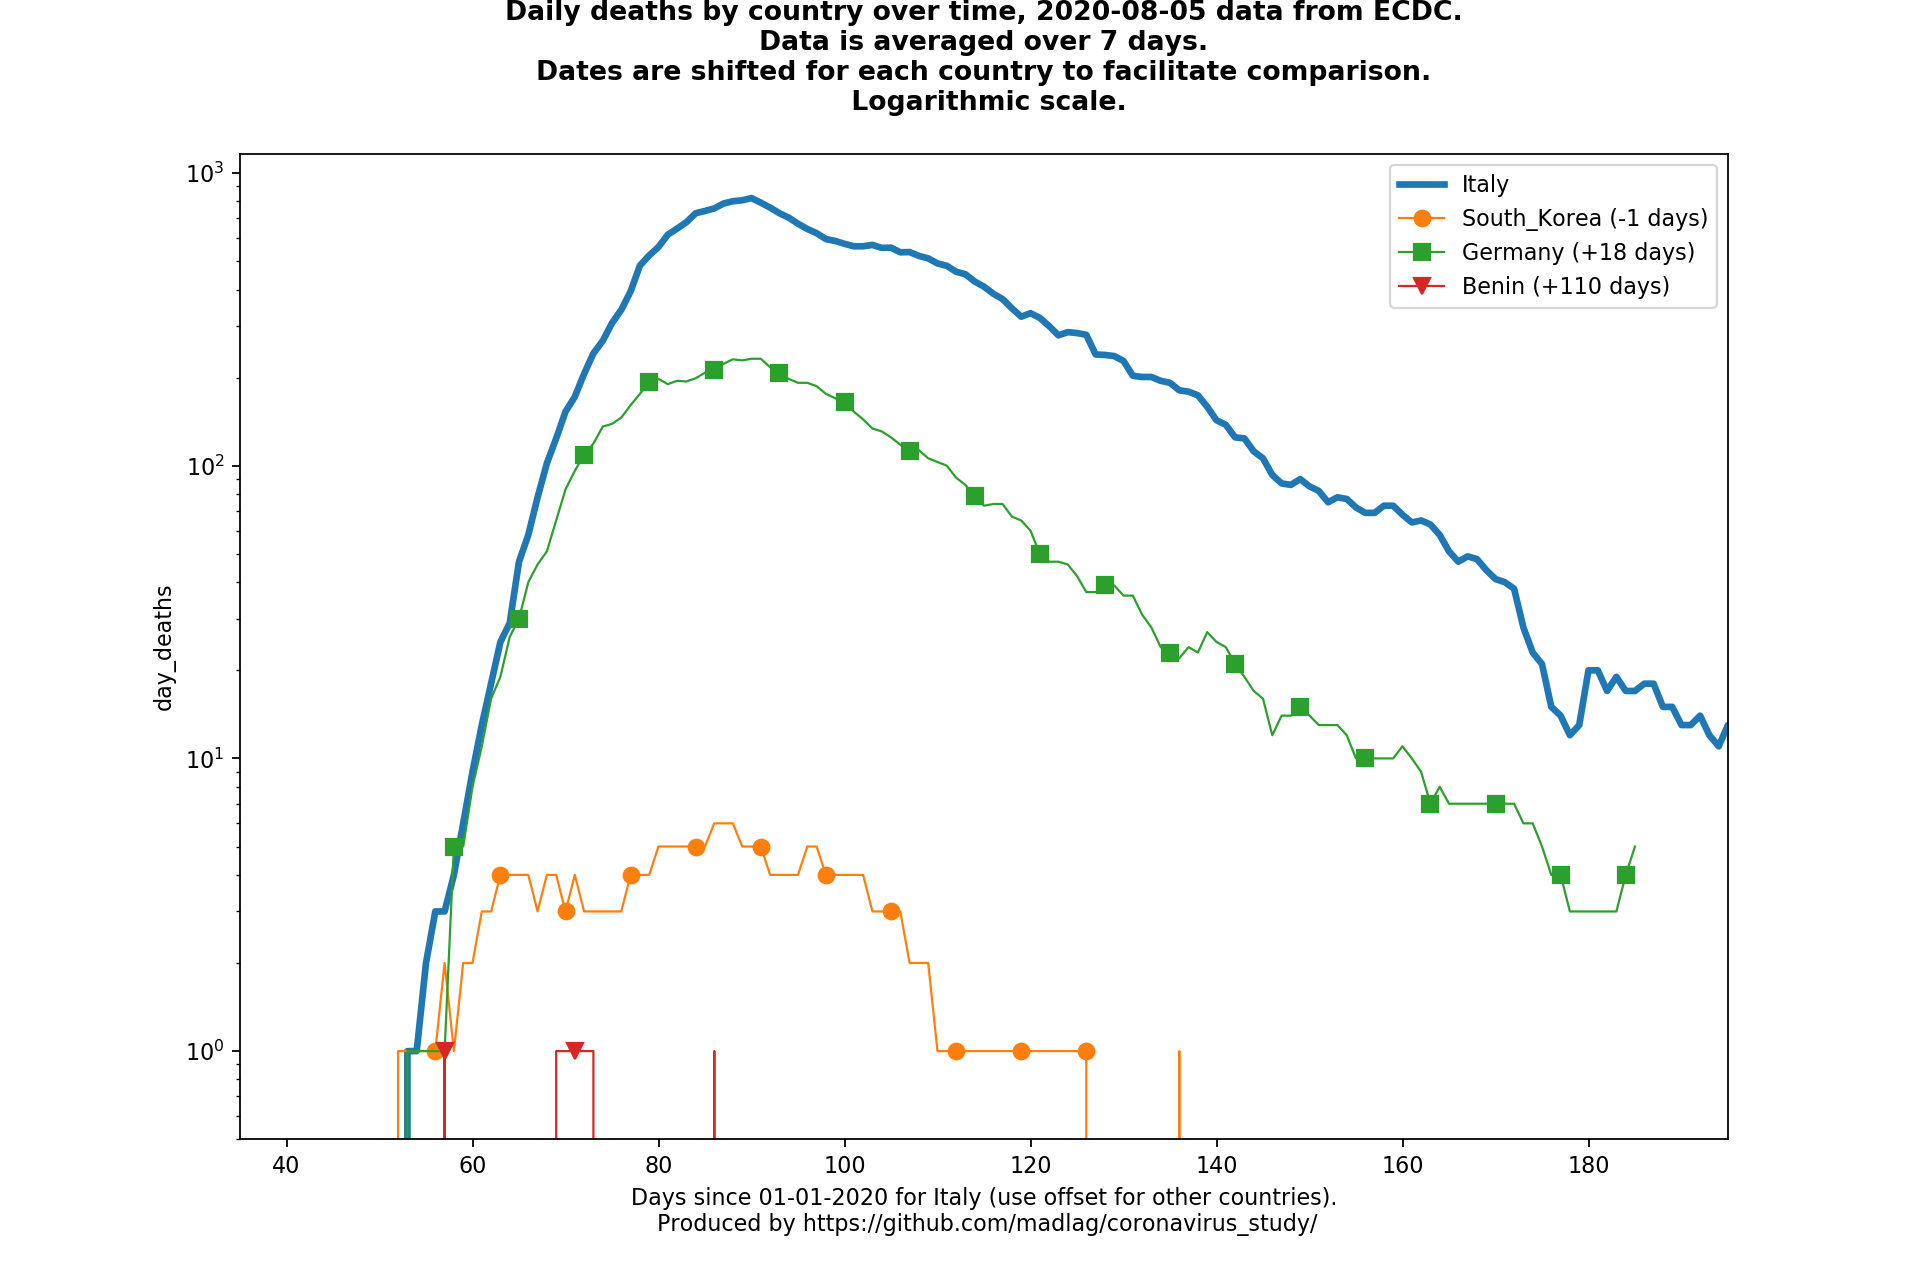 Daily deaths by country over time, 2020-08-05 data from ECDC.
Data is averaged over 7 days.
Dates are shifted for each country to facilitate comparison.
Logarithmic scale.
10³
10²
10¹
10⁰
day_deaths
Italy
South_Korea (-1 days)
Germany (+18 days)
Benin (+110 days)
40 60 80 100 120 140 160 180
Days since 01-01-2020 for Italy (use offset for other countries).
Produced by https://github.com/madlag/coronavirus_study/